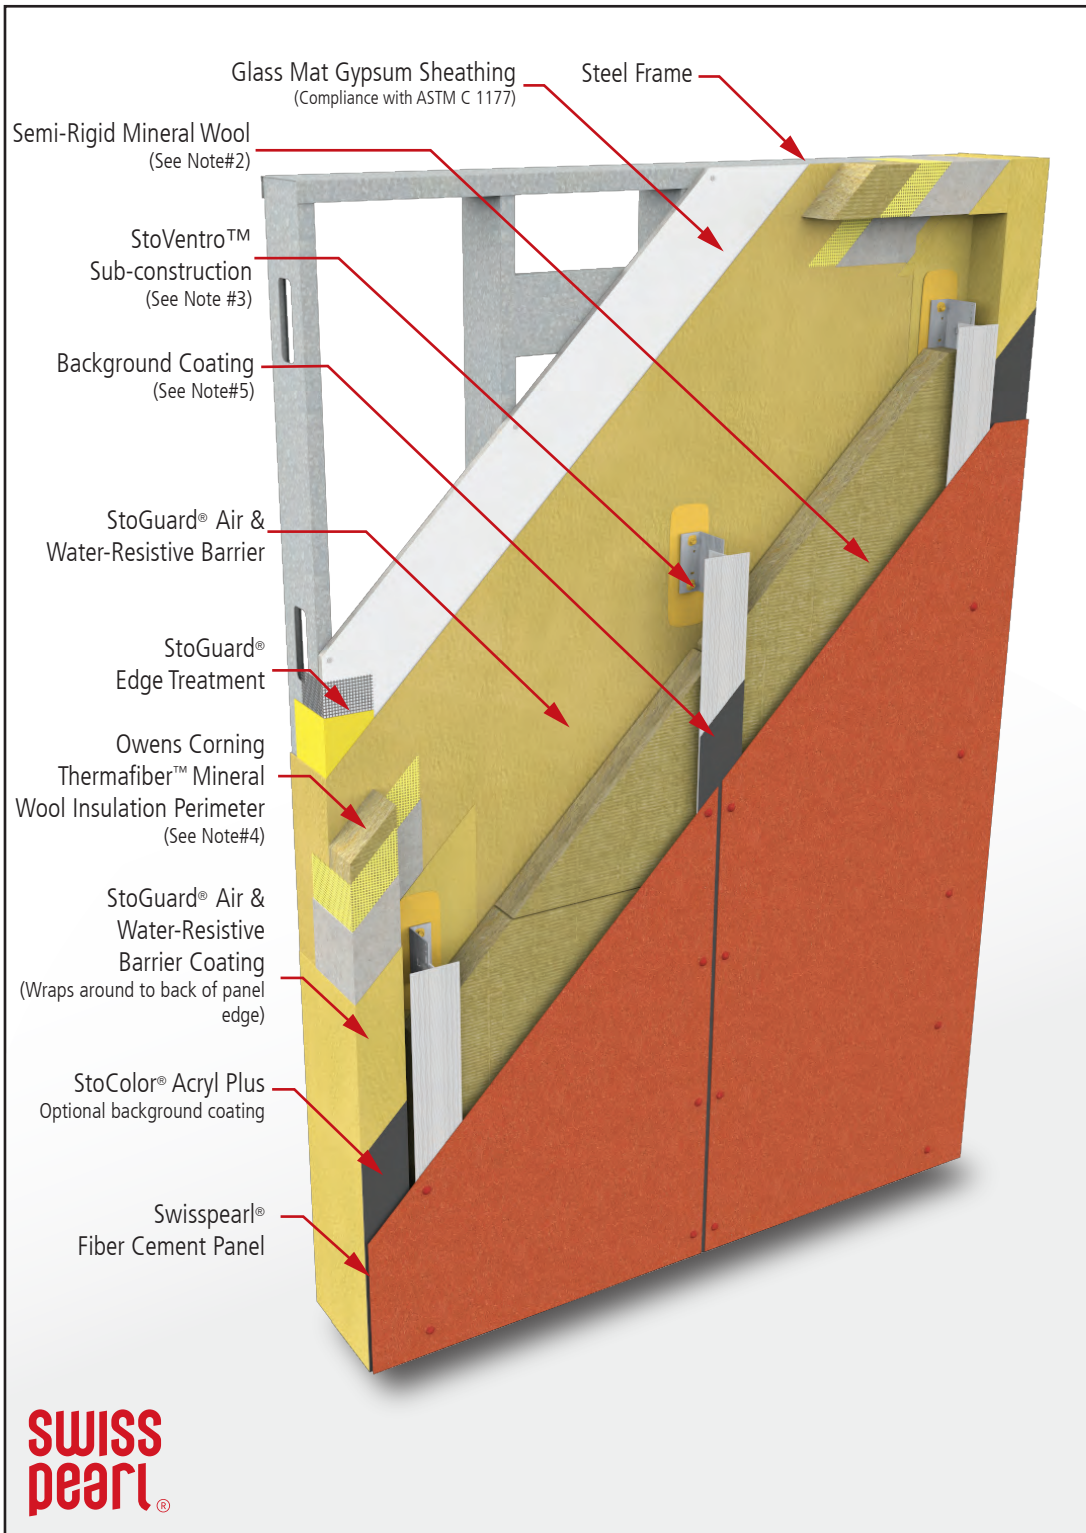 Glass Mat Gypsum Sheathing
(Compliance with ASTM C 1177)
Steel Frame
Semi-Rigid Mineral Wool
(See Note#2)
StoVentro™
Sub-construction
(See Note #3)
Background Coating
(See Note#5)
StoGuard® Air &
Water-Resistive Barrier
StoGuard®
Edge Treatment
Owens Corning
Thermafiber™ Mineral
Wool Insulation Perimeter
(See Note#4)
StoGuard® Air &
Water-Resistive
Barrier Coating
(Wraps around to back of panel
edge)
StoColor® Acryl Plus
Optional background coating
Swisspearl®
Fiber Cement Panel
swiss
pearl®